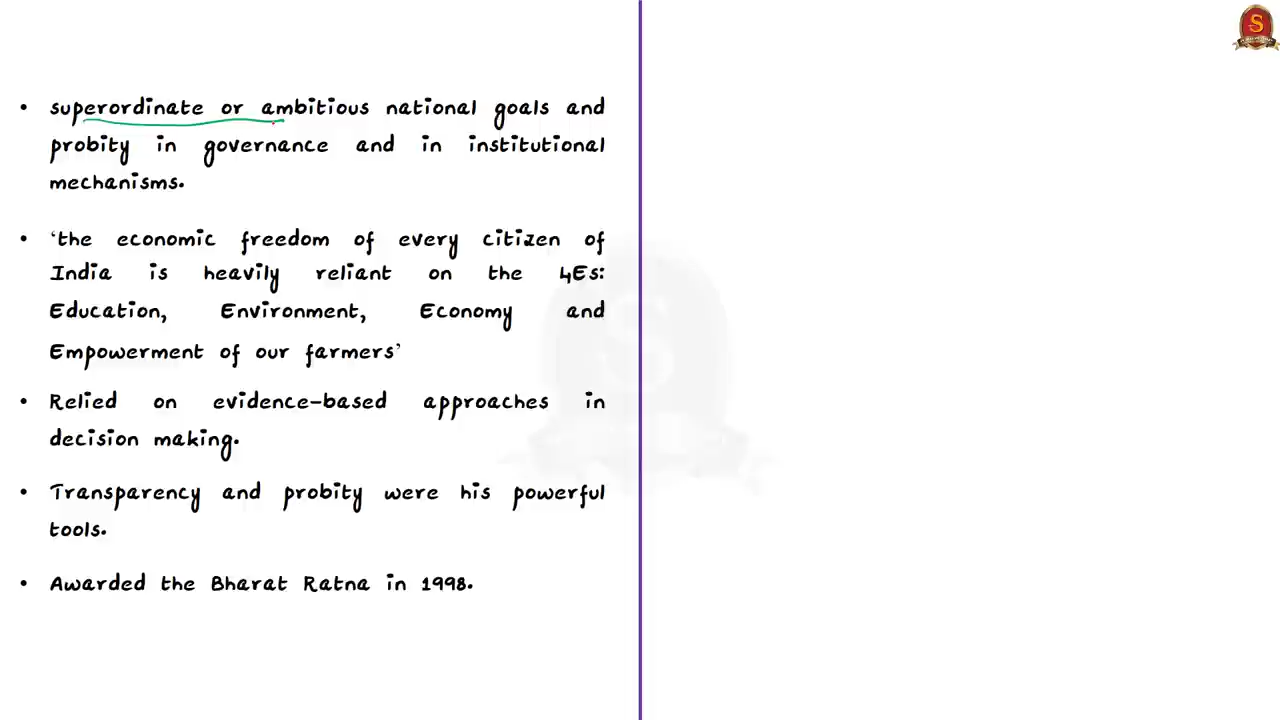 • superordinate or ambitious national goals and
probity in governance and in institutional
mechanisms.
• 'the economic freedom of every citizen of
India is heavily reliant on the 4Es:
Education, Environment, Economy and
Empowerment of our farmers'
• Relied on evidence-based approaches in
decision making.
• Transparency and probity were his powerful
tools.
• Awarded the Bharat Ratna in 1998.
S